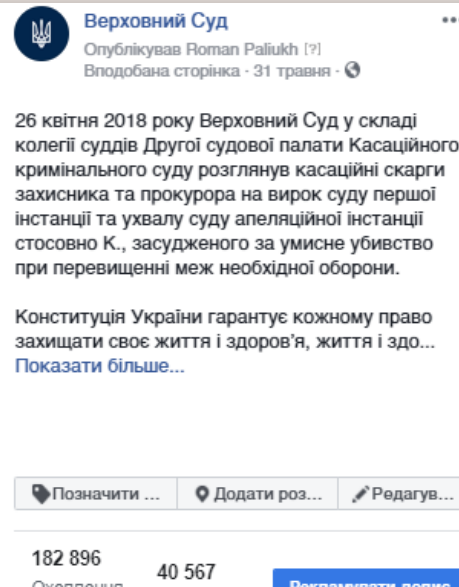 Верховний Суд
Опублікував Roman Paliukh [?]
Вподобана сторінка · 31 травня ·
26 квітня 2018 року Верховний Суд у складі
колегії суддів Другої судової палати Касаційного
кримінального суду розглянув касаційні скарги
захисника та прокурора на вирок суду першої
інстанції та ухвалу суду апеляційної інстанції
стосовно К., засудженого за умисне убивство
при перевищенні меж необхідної оборони.
Конституція України гарантує кожному право
захищати своє життя і здоров’я, життя і здо...
Показати більше...
Позначити ... Додати роз... Редагув...
182 896
40 567
Охоплення
Рекламувати допис